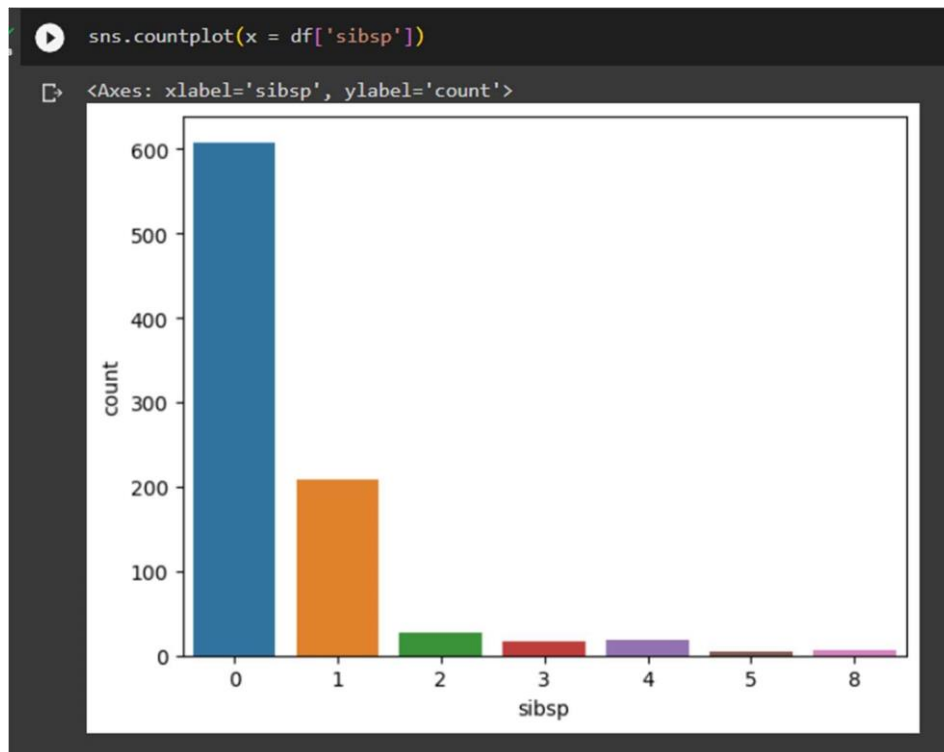 sns.countplot(x = df['sibsp'])
<Axes: xlabel='sibsp', ylabel='count'>
600
500
400
300
200
100
0
count
0 1 2 3 4 5 8
sibsp